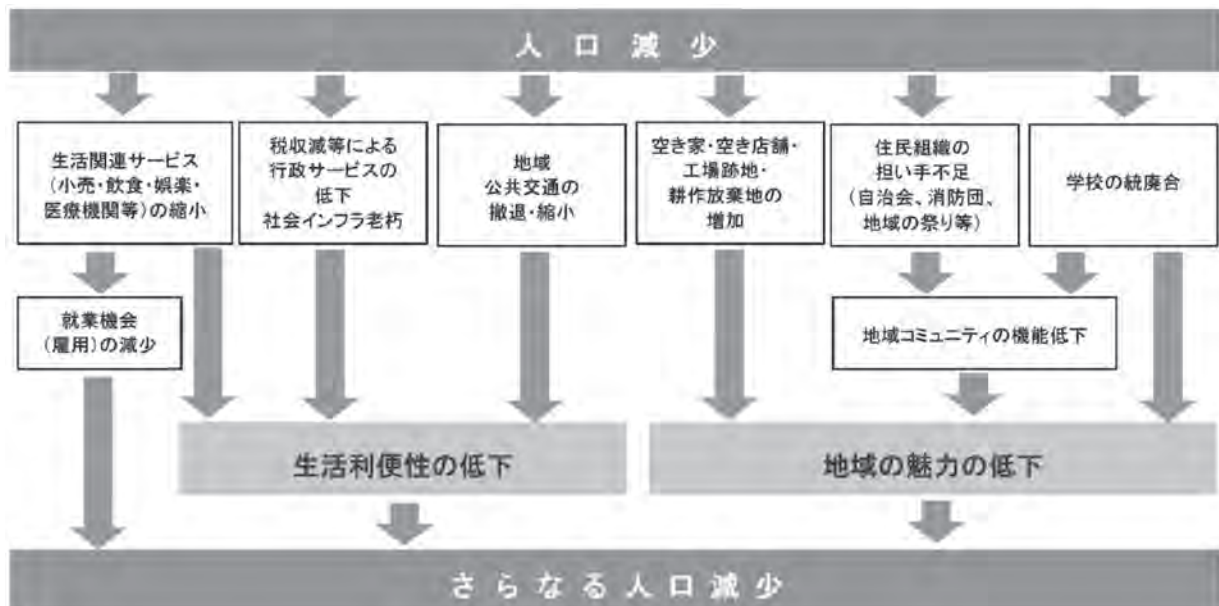 人口減少
生活関連サービス
(小売・飲食・娯楽・
医療機関等)の縮小
税収減等による
行政サービスの
低下
社会インフラ老朽
地域
公共交通の
撤退・縮小
空き家・空き店舗・
工場跡地・
耕作放棄地の
増加
住民組織の
担い手不足
(自治会、消防団、
地域の祭り等)
学校の統廃合
就業機会
(雇用)の減少
地域コミュニティの機能低下
生活利便性の低下
地域の魅力の低下
さらなる人口減少